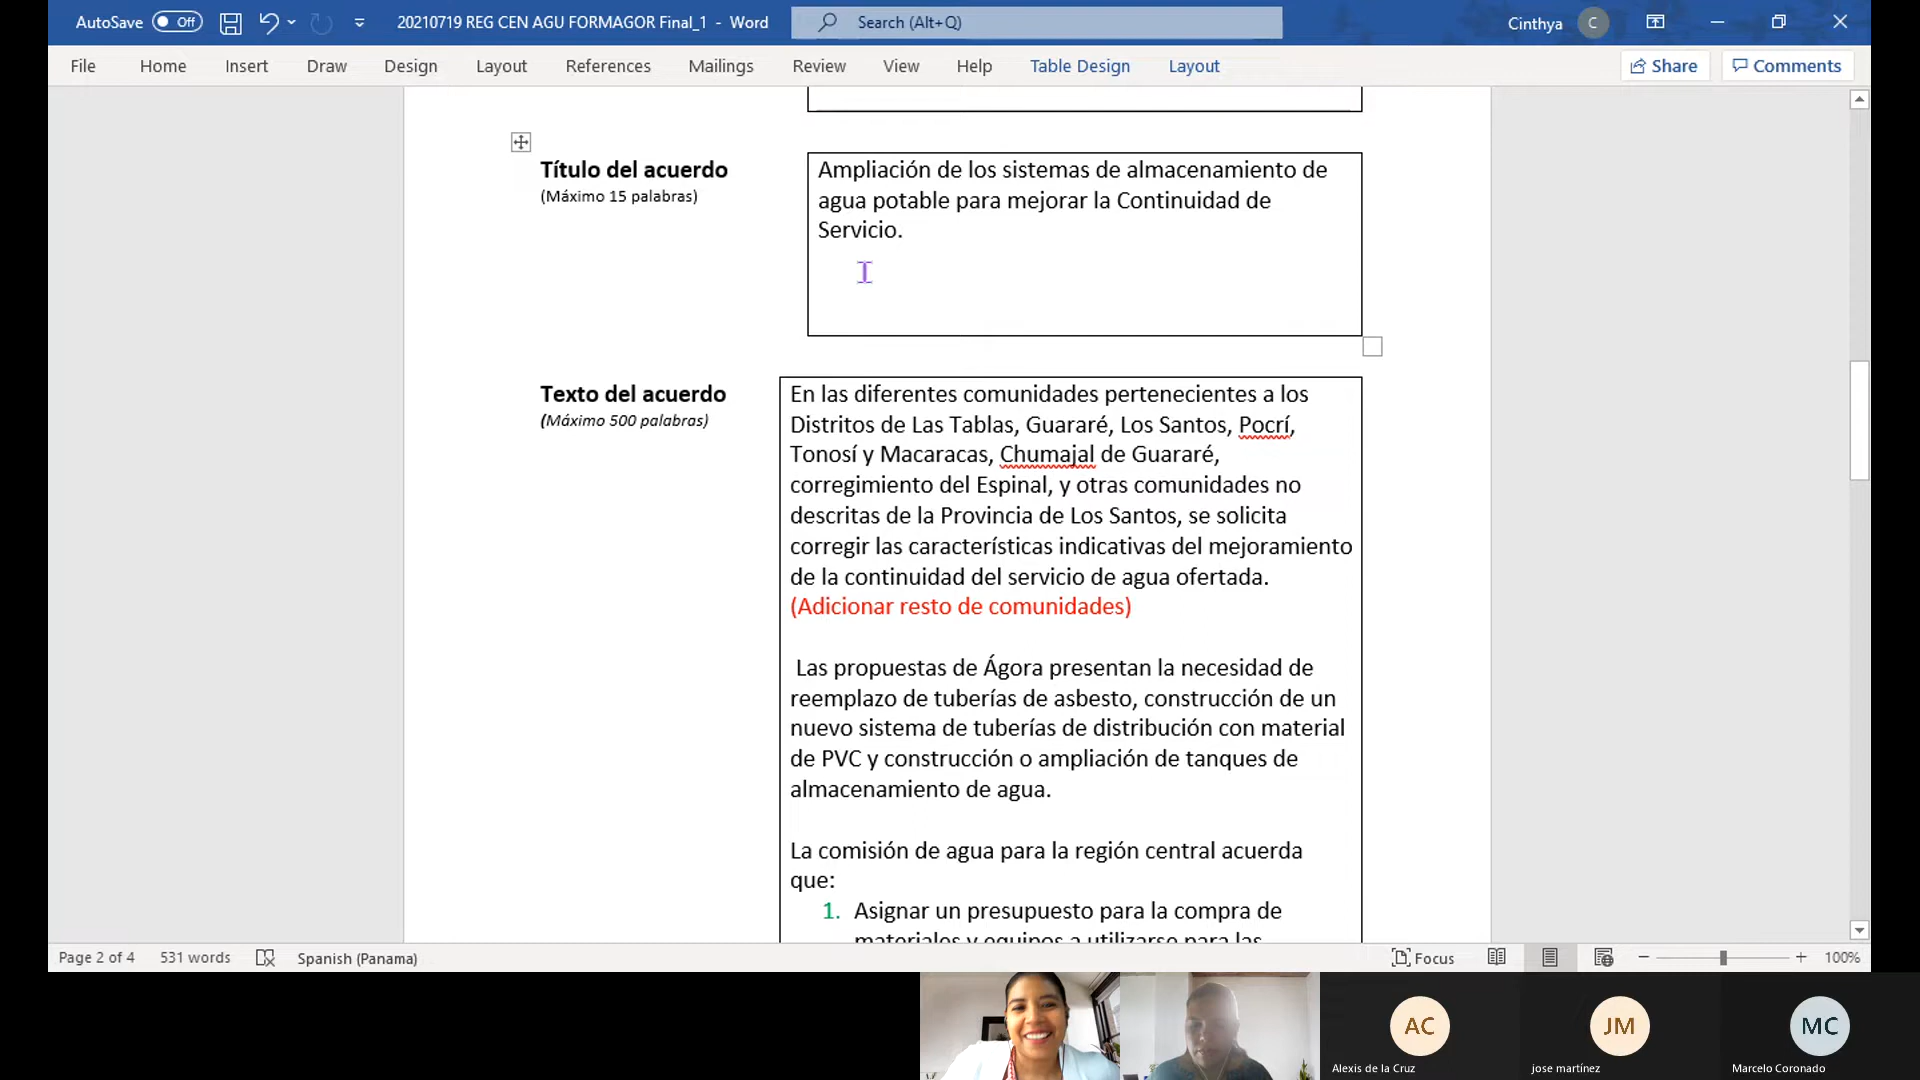 AutoSave Off 20210719 REG CEN AGU FORMAGOR Final_1 - Word Search (Alt+Q) Cinthya C
File Home Insert Draw Design Layout References Mailings Review View Help Table Design Layout Share Comments
Título del acuerdo
(Máximo 15 palabras)
Ampliación de los sistemas de almacenamiento de
agua potable para mejorar la Continuidad de
Servicio.
Texto del acuerdo
(Máximo 500 palabras)
En las diferentes comunidades pertenecientes a los
Distritos de Las Tablas, Guararé, Los Santos, Pocrí,
Tonosí y Macaracas, Chumajal de Guararé,
corregimiento del Espinal, y otras comunidades no
descritas de la Provincia de Los Santos, se solicita
corregir las características indicativas del mejoramiento
de la continuidad del servicio de agua ofertada.
(Adicionar resto de comunidades)
Las propuestas de Ágora presentan la necesidad de
reemplazo de tuberías de asbesto, construcción de un
nuevo sistema de tuberías de distribución con material
de PVC y construcción o ampliación de tanques de
almacenamiento de agua.
La comisión de agua para la región central acuerda
que:
1. Asignar un presupuesto para la compra de
materiales y equipos a utilizarse para las
Page 2 of 4 531 words Spanish (Panama) Focus 100%
AC JM MC
Alexis de la Cruz jose martínez Marcelo Coronado